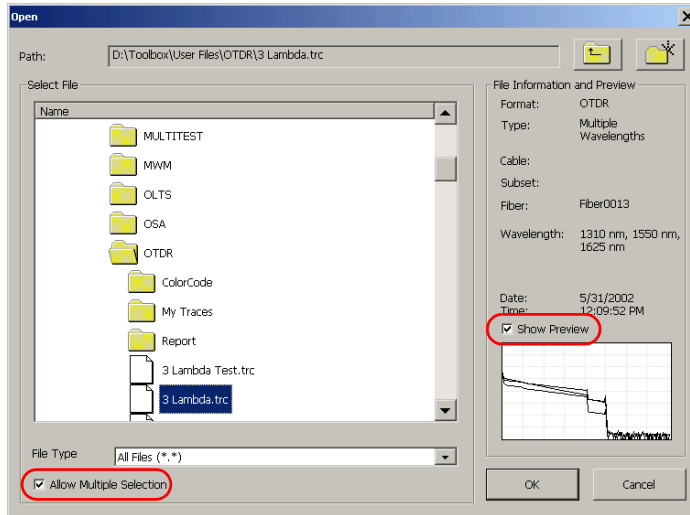 Open
Path:
D:\Toolbox\User Files\OTDR\3 Lambda.trc
Select File
Name
MULTITEST
MWM
OLTS
OSA
OTDR
ColorCode
My Traces
Report
3 Lambda Test.trc
3 Lambda.trc
File Type
All Files (*.*)
Allow Multiple Selection
File Information and Preview
Format: OTDR
Type: Multiple
Wavelengths
Cable:
Subset:
Fiber: Fiber0013
Wavelength: 1310 nm, 1550 nm,
1625 nm
Date: 5/31/2002
Time: 12:09:52 PM
Show Preview
OK
Cancel